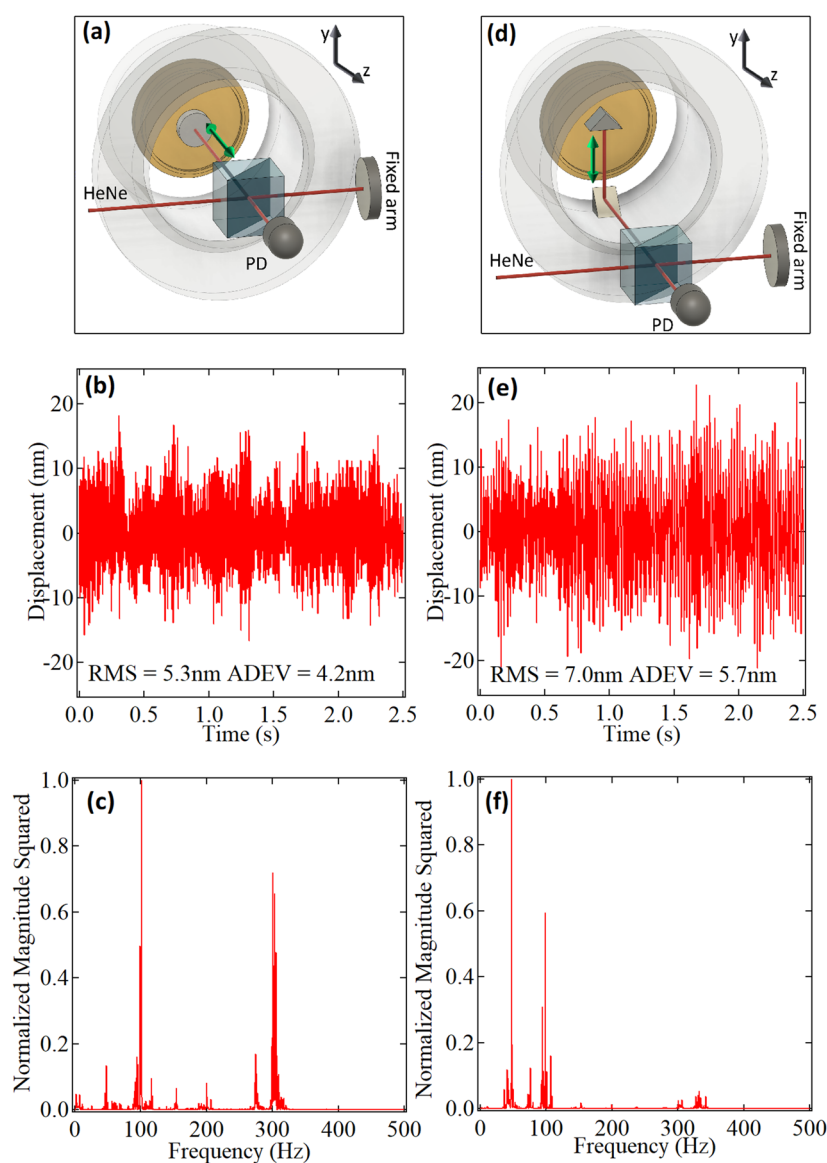 (a)
y
z
HeNe
PD
Fixed arm
(d)
y
z
HeNe
PD
Fixed arm
(b)
Displacement (nm)
20
10
0
-10
-20
RMS = 5.3nm ADEV = 4.2nm
0.0 0.5 1.0 1.5 2.0 2.5
Time (s)
(e)
Displacement (nm)
20
10
0
-10
-20
RMS = 7.0nm ADEV = 5.7nm
0.0 0.5 1.0 1.5 2.0 2.5
Time (s)
(c)
Normalized Magnitude Squared
1.0
0.8
0.6
0.4
0.2
0.0
0 100 200 300 400 500
Frequency (Hz)
(f)
Normalized Magnitude Squared
1.0
0.8
0.6
0.4
0.2
0.0
0 100 200 300 400 500
Frequency (Hz)